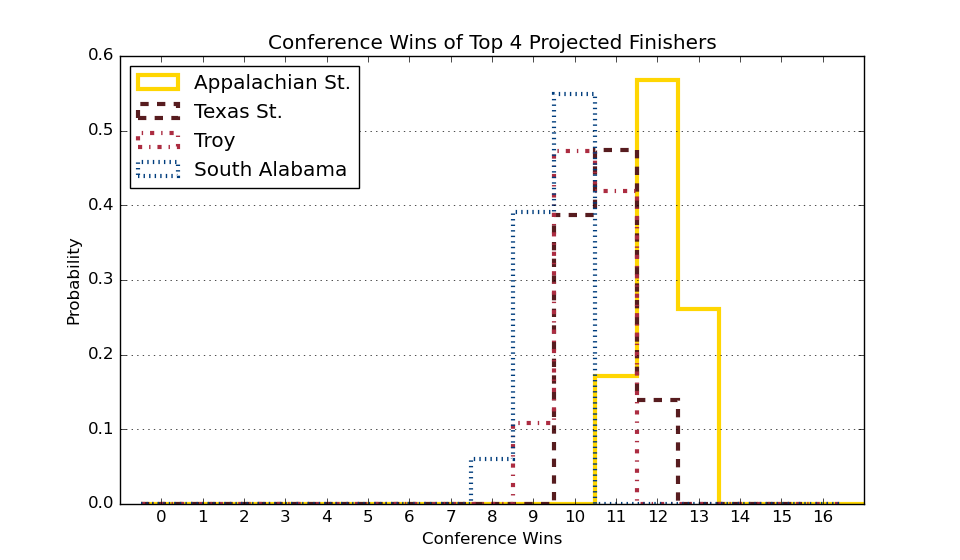 Conference Wins of Top 4 Projected Finishers
Appalachian St.
Texas St.
Troy
South Alabama
Probability
0.6
0.5
0.4
0.3
0.2
0.1
0.0
0 1 2 3 4 5 6 7 8 9 10 11 12 13 14 15 16
Conference Wins